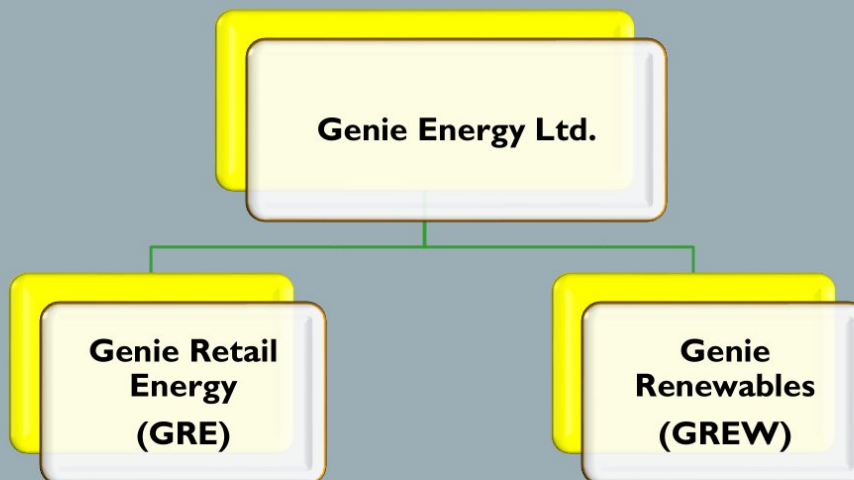 Genie Energy Ltd.
Genie Retail
Energy
(GRE)
Genie
Renewables
(GREW)